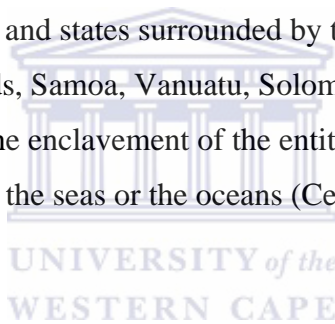 and states surrounded by t
ds, Samoa, Vanuatu, Solom
he enclavement of the entit
the seas or the oceans (Ce
UNIVERSITY of the
WESTERN CAPE